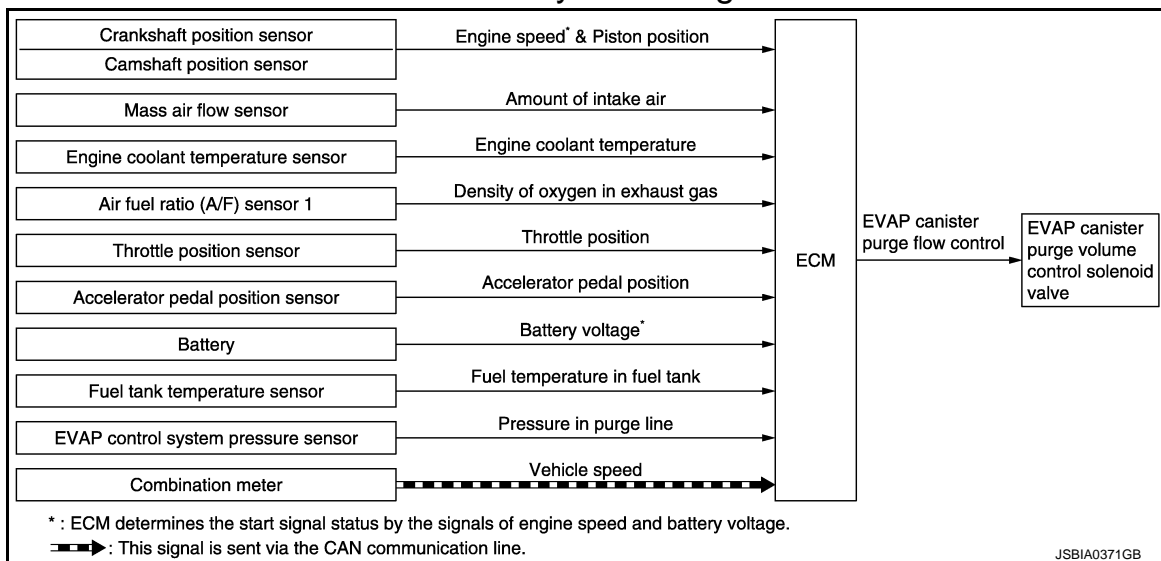 Crankshaft position sensor
Camshaft position sensor
Engine speed* & Piston position
Mass air flow sensor
Amount of intake air
Engine coolant temperature sensor
Engine coolant temperature
Air fuel ratio (A/F) sensor 1
Density of oxygen in exhaust gas
Throttle position sensor
Throttle position
Accelerator pedal position sensor
Accelerator pedal position
Battery
Battery voltage*
Fuel tank temperature sensor
Fuel temperature in fuel tank
EVAP control system pressure sensor
Pressure in purge line
Combination meter
Vehicle speed
ECM
EVAP canister
purge flow control
EVAP canister
purge volume
control solenoid
valve
* : ECM determines the start signal status by the signals of engine speed and battery voltage.
: This signal is sent via the CAN communication line.
JSBIA0371GB